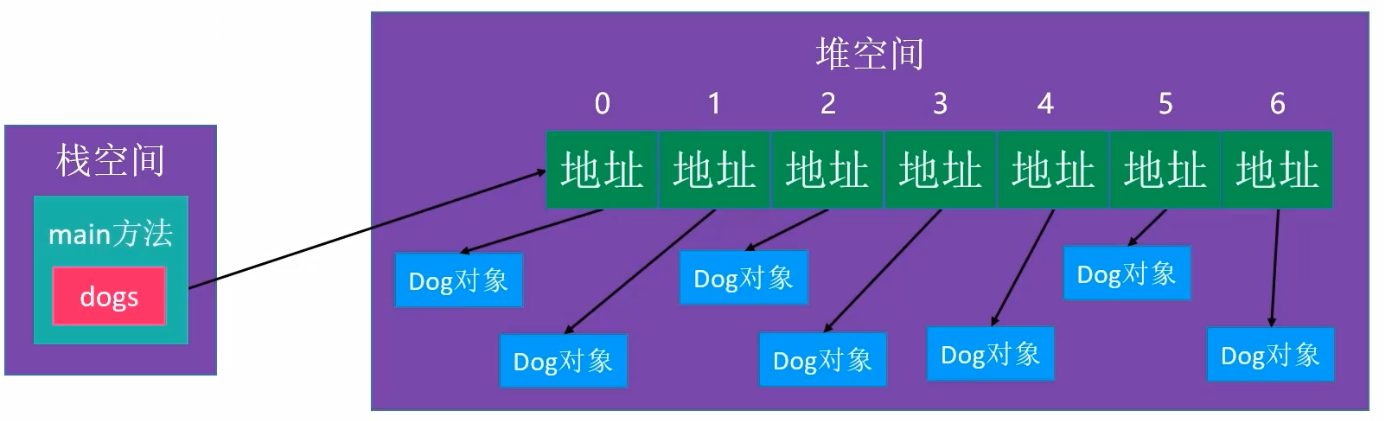 堆空间
0 1 2 3 4 5 6
地址 地址 地址 地址 地址 地址 地址
栈空间
main方法
dogs
Dog对象 Dog对象 Dog对象
Dog对象 Dog对象 Dog对象 Dog对象